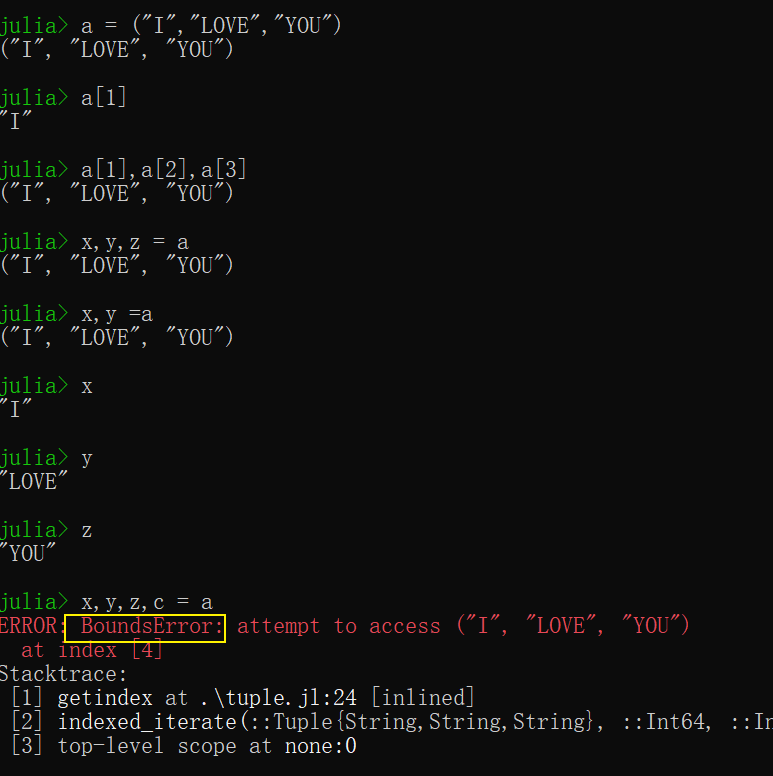 julia> a = ("I","LOVE","YOU")
("I", "LOVE", "YOU")
julia> a[1]
"I"
julia> a[1],a[2],a[3]
("I", "LOVE", "YOU")
julia> x,y,z = a
("I", "LOVE", "YOU")
julia> x,y =a
("I", "LOVE", "YOU")
julia> x
"I"
julia> y
"LOVE"
julia> z
"YOU"
julia> x,y,z,c = a
ERROR: BoundsError: attempt to access ("I", "LOVE", "YOU")
at index [4]
Stacktrace:
[1] getindex at .\tuple.jl:24 [inlined]
[2] indexed_iterate(::Tuple{String,String,String}, ::Int64, ::In
[3] top-level scope at none:0